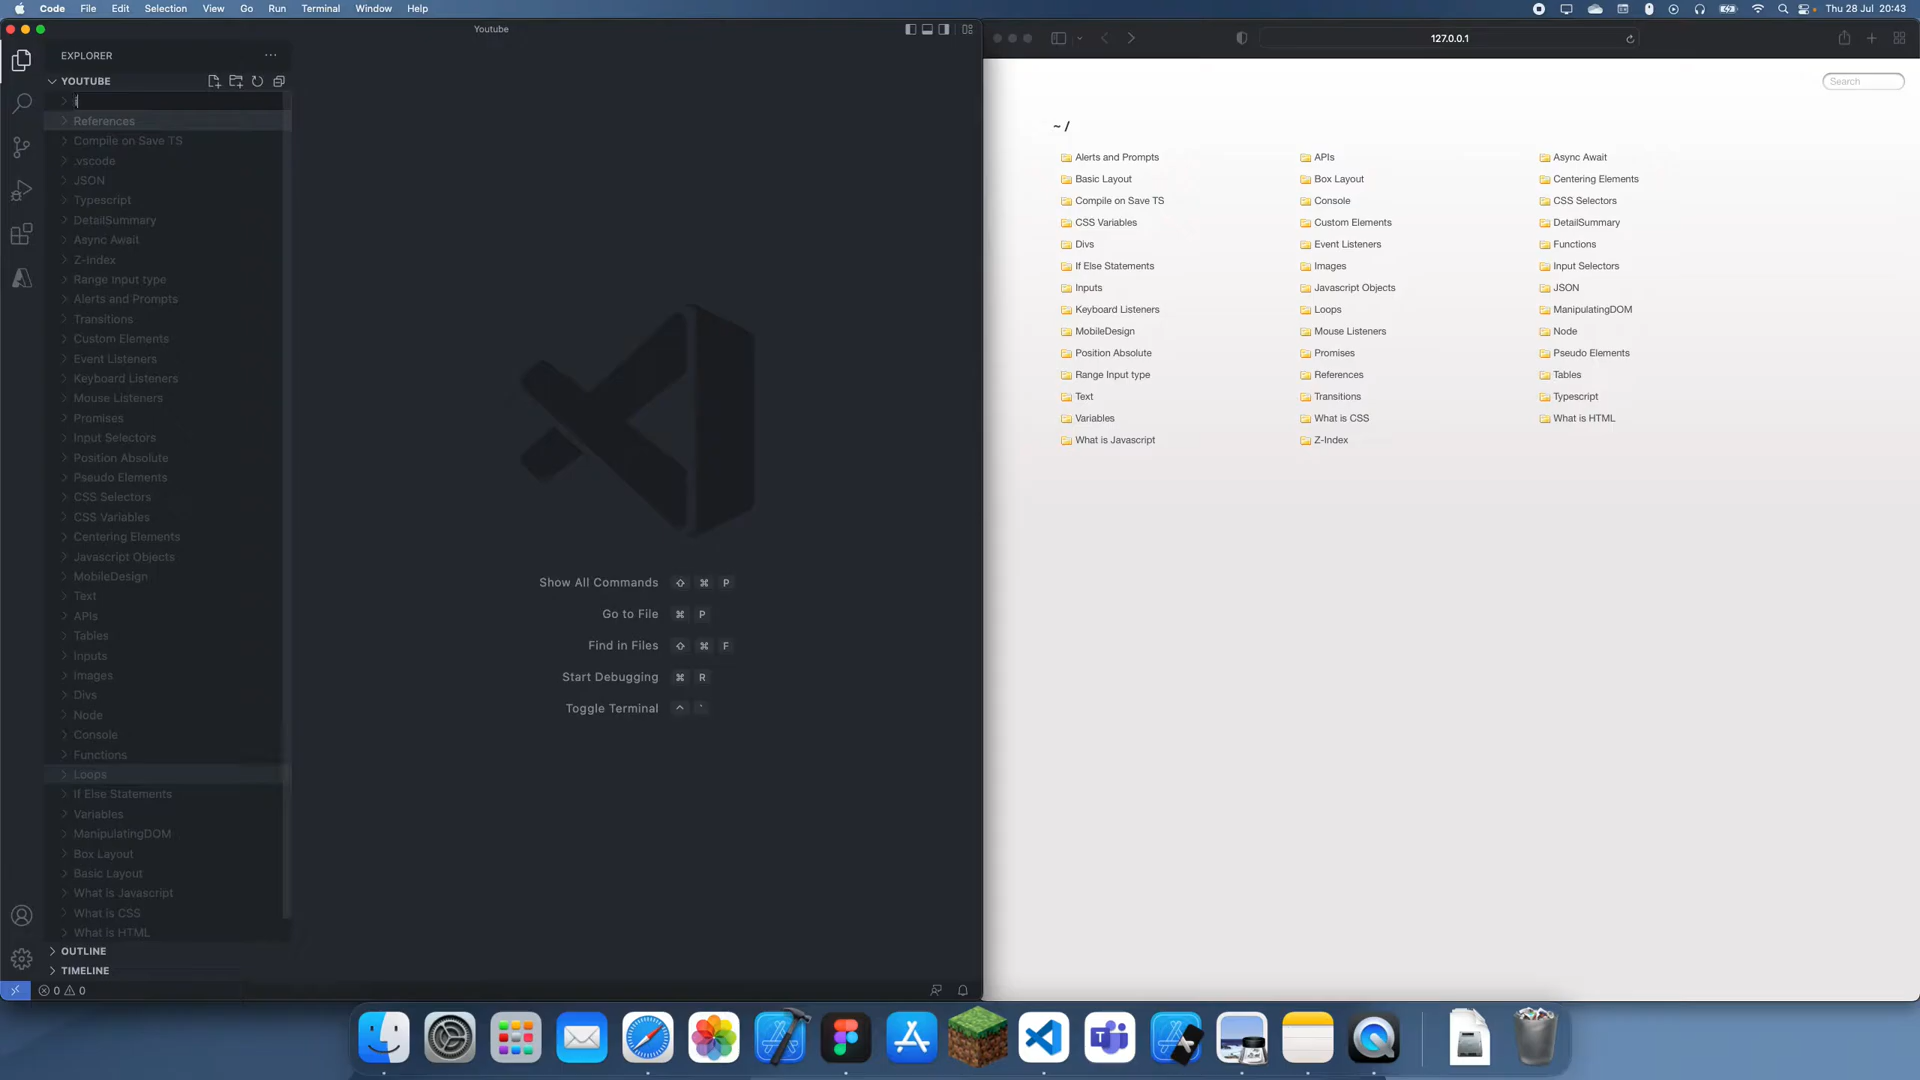 Code File Edit Selection View Go Run Terminal Window Help Thu 28 Jul 20:43
Youtube
127.0.0.1
EXPLORER
YOUTUBE
References
Compile on Save TS
.vscode
JSON
Typescript
DetailSummary
Async Await
Z-Index
Range Input type
Alerts and Prompts
Transitions
Custom Elements
Event Listeners
Keyboard Listeners
Mouse Listeners
Promises
Input Selectors
Position Absolute
Pseudo Elements
CSS Selectors
CSS Variables
Centering Elements
Javascript Objects
MobileDesign
Text
APIs
Tables
Inputs
Images
Divs
Node
Console
Functions
Loops
If Else Statements
Variables
ManipulatingDOM
Box Layout
Basic Layout
What is Javascript
What is CSS
What is HTML
OUTLINE
TIMELINE
0 0
Show All Commands ⇧ ⌘ P
Go to File ⌘ P
Find in Files ⇧ ⌘ F
Start Debugging ⌘ R
Toggle Terminal ^ `
Search
~ /
Alerts and Prompts APIs Async Await
Basic Layout Box Layout Centering Elements
Compile on Save TS Console CSS Selectors
CSS Variables Custom Elements DetailSummary
Divs Event Listeners Functions
If Else Statements Images Input Selectors
Inputs Javascript Objects JSON
Keyboard Listeners Loops ManipulatingDOM
MobileDesign Mouse Listeners Node
Position Absolute Promises Pseudo Elements
Range Input type References Tables
Text Transitions Typescript
Variables What is CSS What is HTML
What is Javascript Z-Index